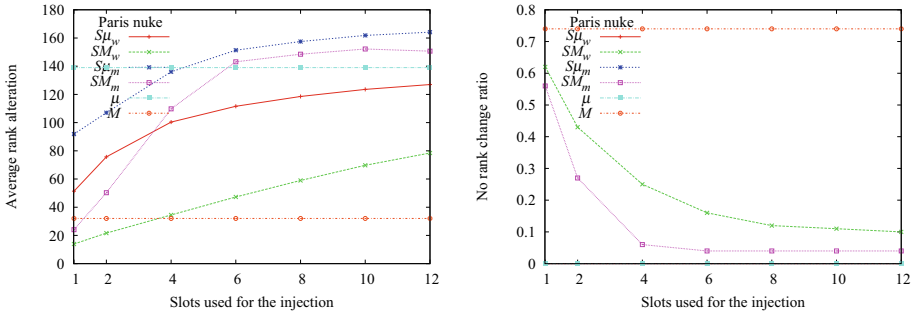 Paris nuke
Sμw
SMw
Sμm
SMm
μ
M
Average rank alteration
180
160
140
120
100
80
60
40
20
0
1 2 4 6 8 10 12
Slots used for the injection
Paris nuke
Sμw
SMw
Sμm
SMm
μ
M
No rank change ratio
0.8
0.7
0.6
0.5
0.4
0.3
0.2
0.1
0
1 2 4 6 8 10 12
Slots used for the injection